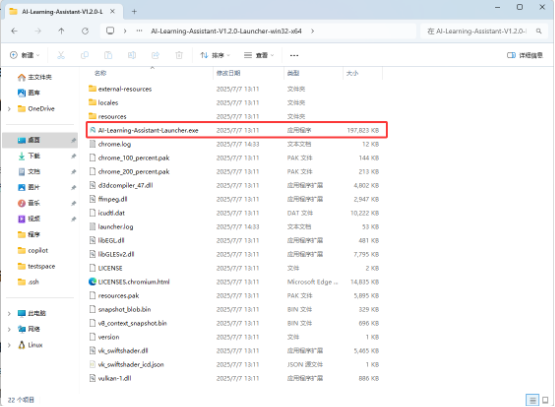 AI-Learning-Assistant-V1.2.0-L
AI-Learning-Assistant-V1.2.0-Launcher-win32-x64
在 AI-Learning-Assistant-V1.2.0-
新建
排序
查看
详细信息
名称 修改日期 类型 大小
主文件夹
图库
OneDrive
桌面
下载
文档
图片
音乐
视频
程序
copilot
testspace
.ssh
此电脑
网络
Linux
external-resources 2025/7/7 13:11 文件夹
locales 2025/7/7 13:11 文件夹
resources 2025/7/7 13:11 文件夹
AI-Learning-Assistant-Launcher.exe 2025/7/7 13:11 应用程序 197,823 KB
chrome.log 2025/7/7 14:33 文本文档 12 KB
chrome_100_percent.pak 2025/7/7 13:11 PAK 文件 144 KB
chrome_200_percent.pak 2025/7/7 13:11 PAK 文件 213 KB
d3dcompiler_47.dll 2025/7/7 13:11 应用程序扩展 4,802 KB
ffmpeg.dll 2025/7/7 13:11 应用程序扩展 2,947 KB
icudtl.dat 2025/7/7 13:11 DAT 文件 10,222 KB
launcher.log 2025/7/7 14:33 文本文档 53 KB
libEGL.dll 2025/7/7 13:11 应用程序扩展 481 KB
libGLESv2.dll 2025/7/7 13:11 应用程序扩展 7,795 KB
LICENSE 2025/7/7 13:11 文件 2 KB
LICENSES.chromium.html 2025/7/7 13:11 Microsoft Edge ... 14,835 KB
resources.pak 2025/7/7 13:11 PAK 文件 5,895 KB
snapshot_blob.bin 2025/7/7 13:11 BIN 文件 329 KB
v8_context_snapshot.bin 2025/7/7 13:11 BIN 文件 696 KB
version 2025/7/7 13:11 文件 1 KB
vk_swiftshader.dll 2025/7/7 13:11 应用程序扩展 5,465 KB
vk_swiftshader_icd.json 2025/7/7 13:11 JSON 源文件 1 KB
vulkan-1.dll 2025/7/7 13:11 应用程序扩展 886 KB
22 个项目